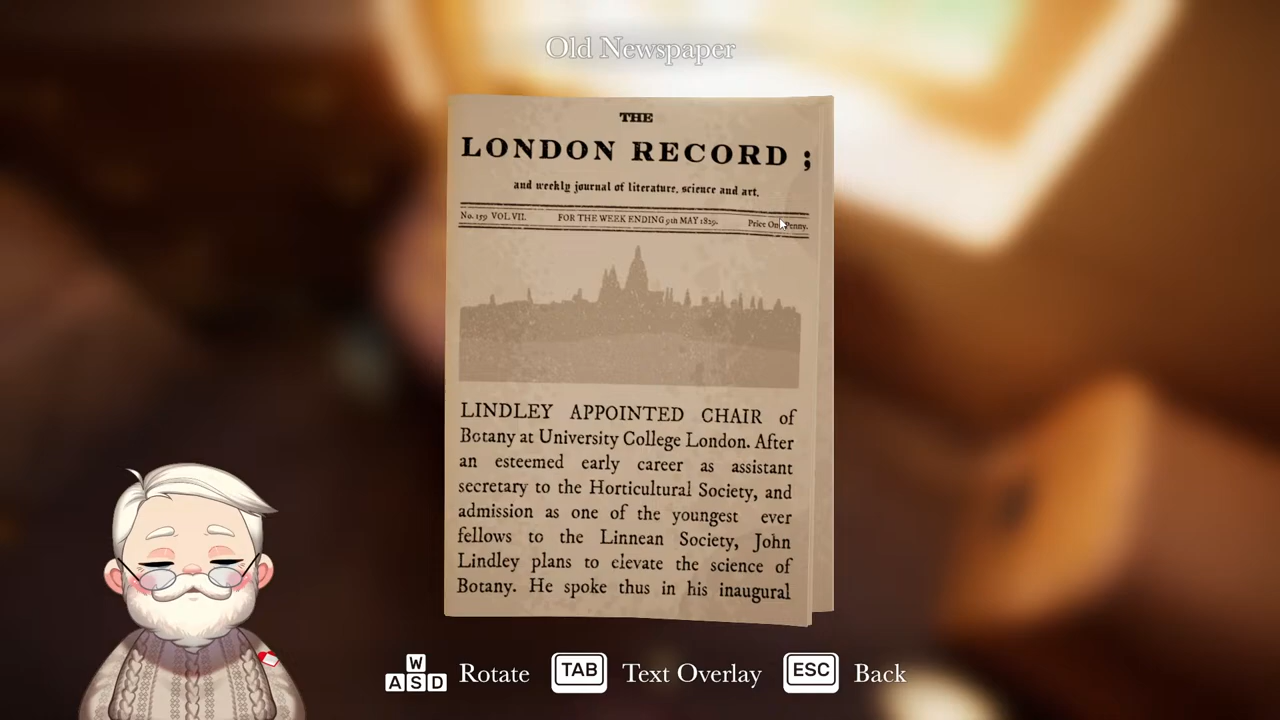 Old Newspaper
THE
LONDON RECORD ;
and weekly journal of literature, science and art.
No. 159 VOL.VII. FOR THE WEEK ENDING 9th MAY 1829. Price One Penny.
LINDLEY APPOINTED CHAIR of
Botany at University College London. After
an esteemed early career as assistant
secretary to the Horticultural Society, and
admission as one of the youngest ever
fellows to the Linnean Society, John
Lindley plans to elevate the science of
Botany. He spoke thus in his inaugural
W
A S D Rotate TAB Text Overlay ESC Back